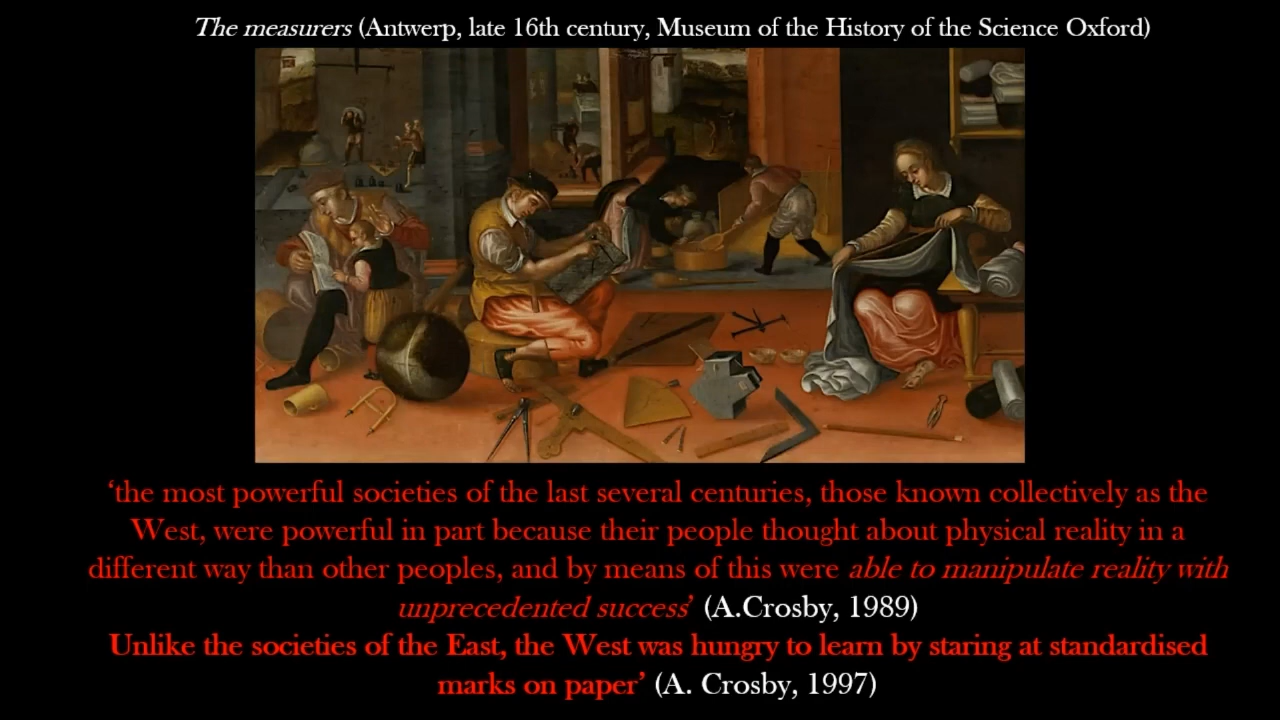 The measurers (Antwerp, late 16th century, Museum of the History of the Science Oxford)
‘the most powerful societies of the last several centuries, those known collectively as the
West, were powerful in part because their people thought about physical reality in a
different way than other peoples, and by means of this were able to manipulate reality with
unprecedented success’ (A.Crosby, 1989)
Unlike the societies of the East, the West was hungry to learn by staring at standardised
marks on paper’ (A. Crosby, 1997)